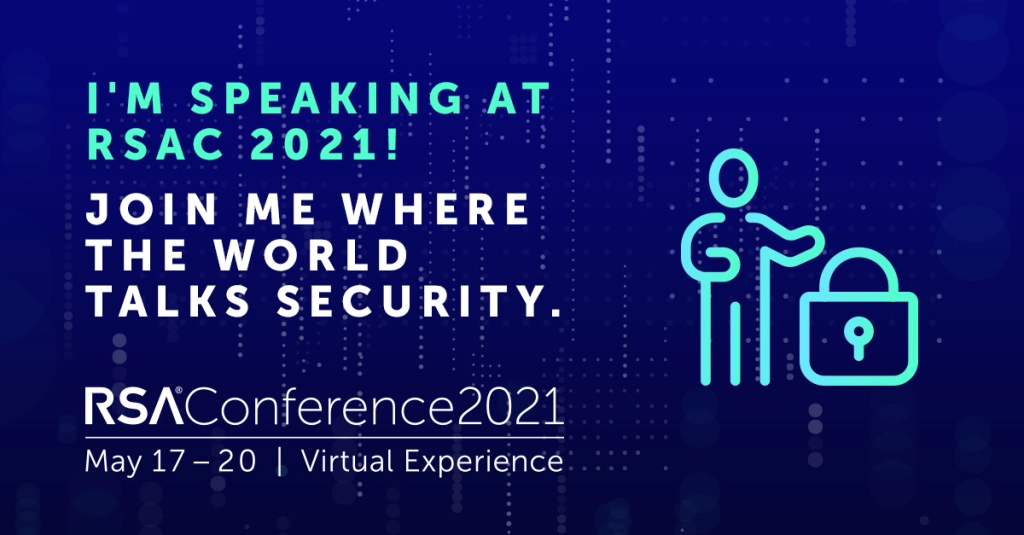 I'M SPEAKING AT
RSAC 2021!
JOIN ME WHERE
THE WORLD
TALKS SECURITY.
RSA®Conference2021
May 17 – 20 | Virtual Experience